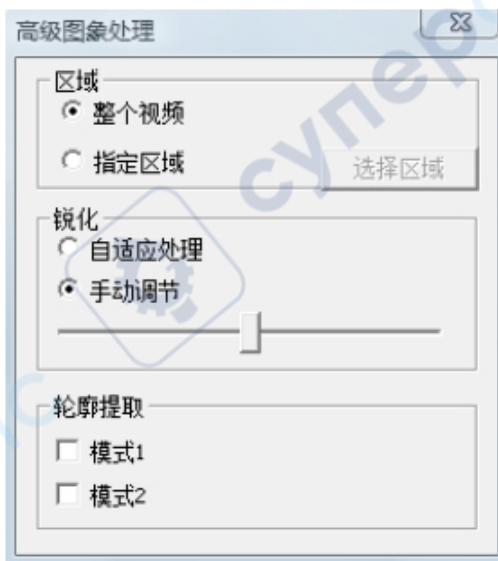 高级图象处理
区域
整个视频
指定区域
选择区域
锐化
自适应处理
手动调节
轮廓提取
模式1
模式2